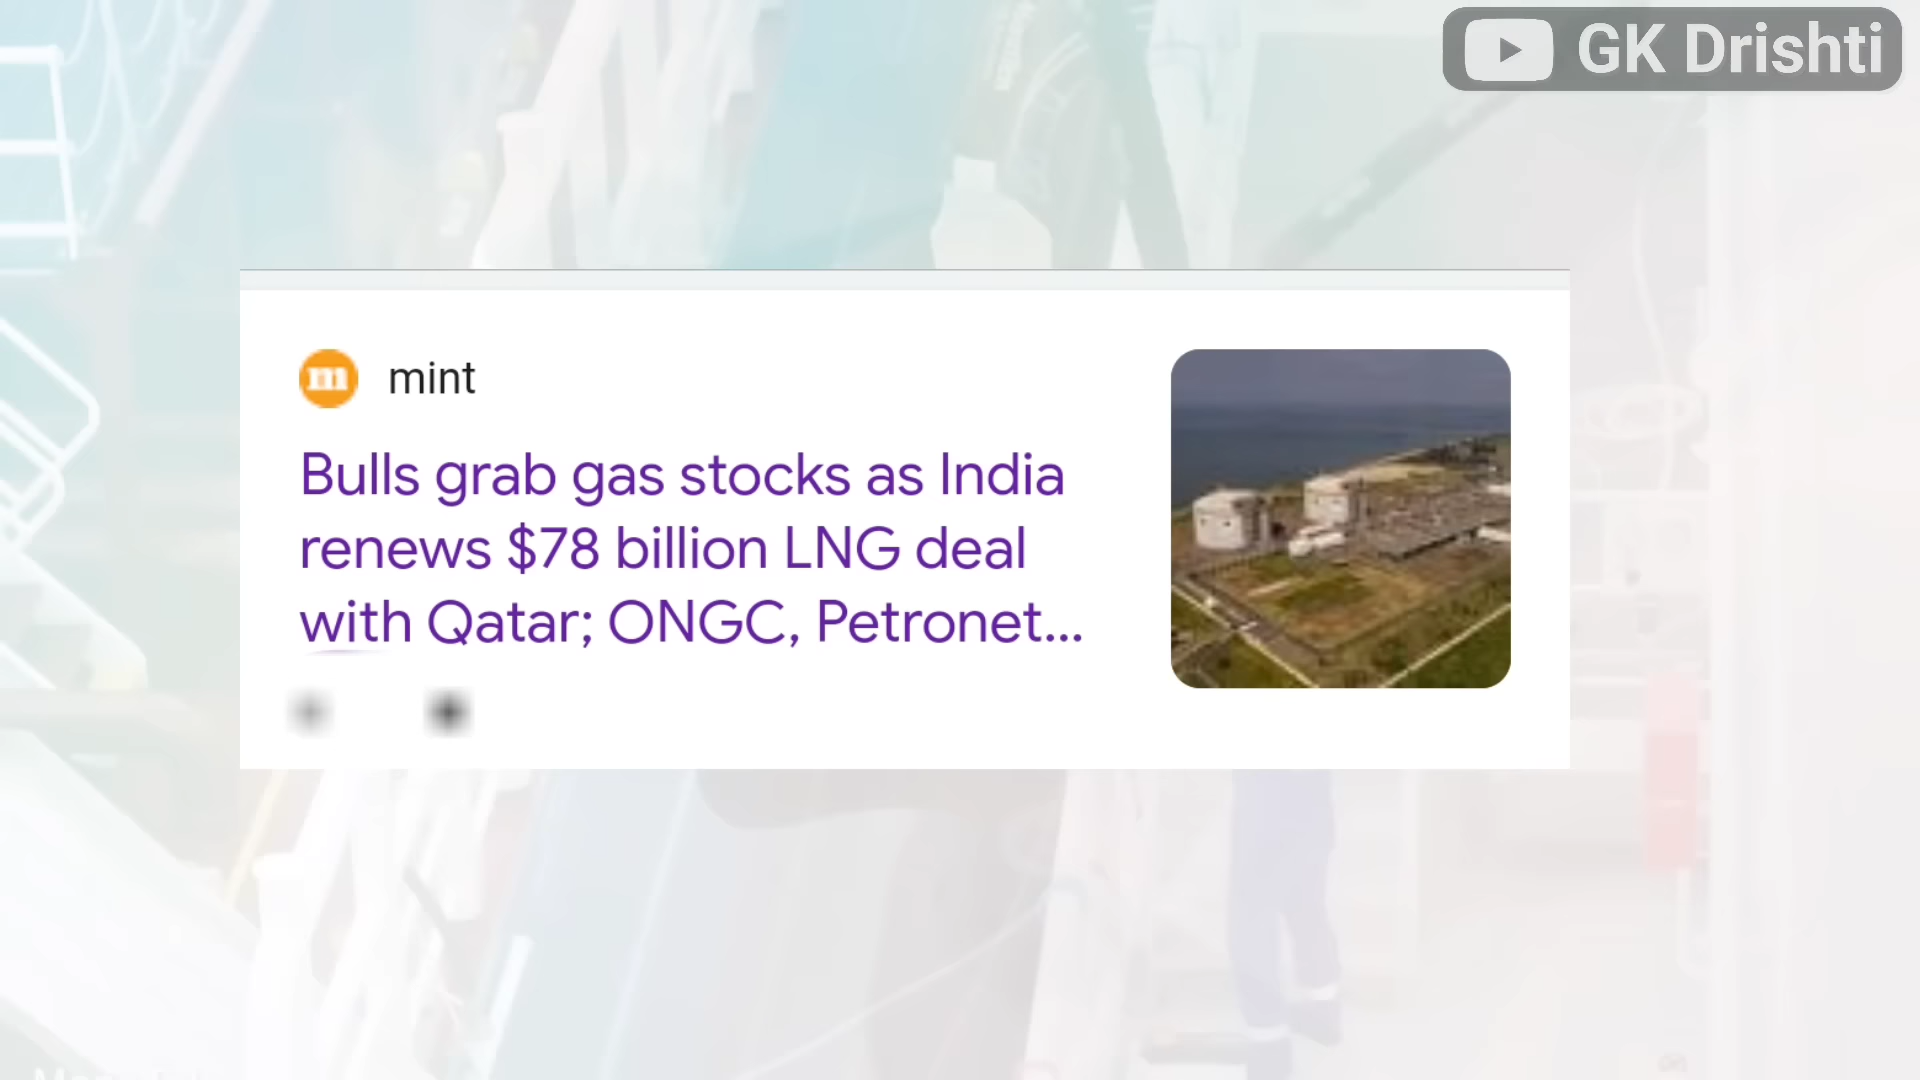 GK Drishti
m mint
Bulls grab gas stocks as India
renews $78 billion LNG deal
with Qatar; ONGC, Petronet...